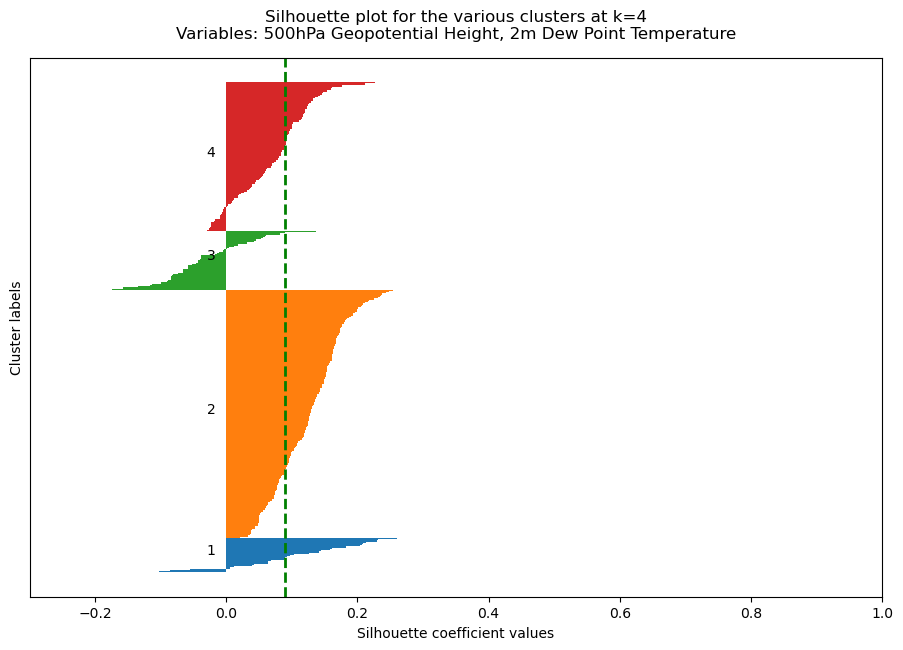 Silhouette plot for the various clusters at k=4
Variables: 500hPa Geopotential Height, 2m Dew Point Temperature
Cluster labels
4
3
2
1
−0.2 0.0 0.2 0.4 0.6 0.8 1.0
Silhouette coefficient values